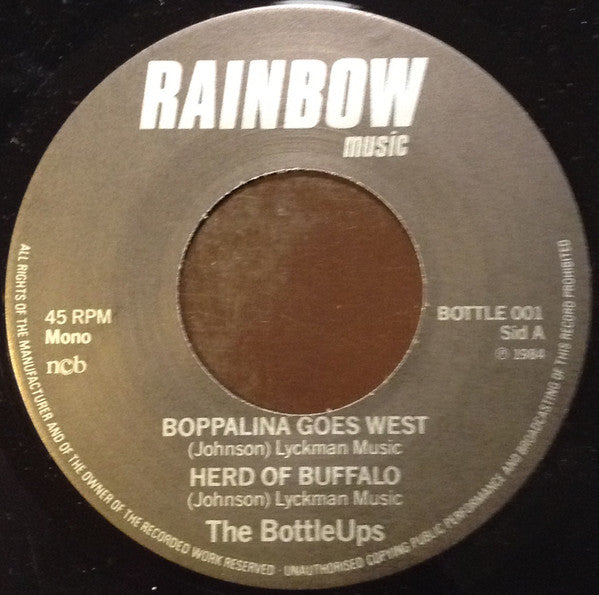 RAINBOW
music
45 RPM
Mono
ncb
BOTTLE 001
Sid A
℗ 1984
BOPPALINA GOES WEST
(Johnson) Lyckman Music
HERD OF BUFFALO
(Johnson) Lyckman Music
The BottleUps
ALL RIGHTS OF THE MANUFACTURER AND OF THE OWNER OF THE RECORDED WORK RESERVED - UNAUTHORISED COPYING PUBLIC PERFORMANCE AND BROADCASTING OF THIS RECORD PROHIBITED